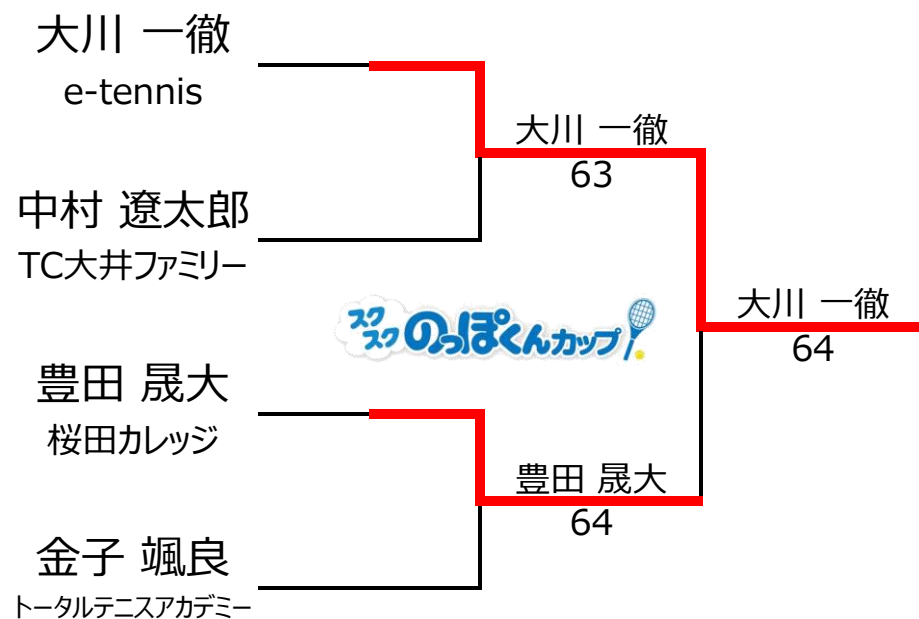 大川 一徹
e-tennis
大川 一徹
63
中村 遼太郎
TC大井ファミリー
大川 一徹
64
スクスク のっぽくんカップ
豊田 晟大
桜田カレッジ
豊田 晟大
64
金子 颯良
トータルテニスアカデミー